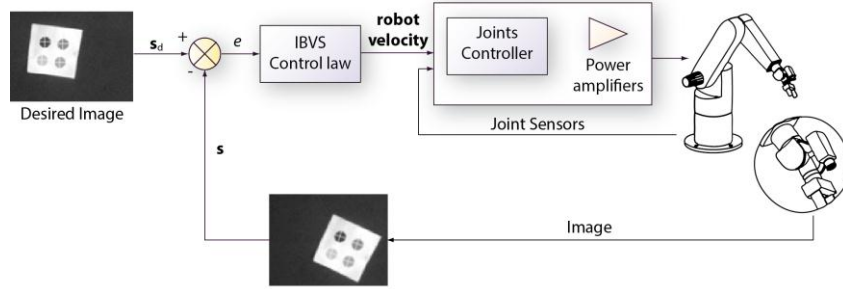 robot
velocity
s_d
+
e
IBVS
Control law
Joints
Controller
Power
amplifiers
-
Desired Image
Joint Sensors
s
Image